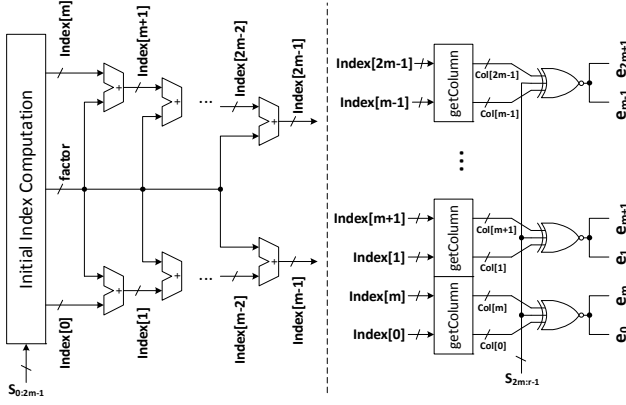 Initial Index Computation
S0:2m-1
Index[m]
Index[m+1]
...
Index[2m-2]
Index[2m-1]
factor
Index[0]
Index[1]
...
Index[m-2]
Index[m-1]
+
+
+
+
+
+
Index[2m-1]
Index[m-1]
getColumn
Col[2m-1]
Col[m-1]
e2m+1
em-1
...
Index[m+1]
Index[1]
getColumn
Col[m+1]
Col[1]
em+1
e1
Index[m]
Index[0]
getColumn
Col[m]
Col[0]
em
e0
S2m:r-1